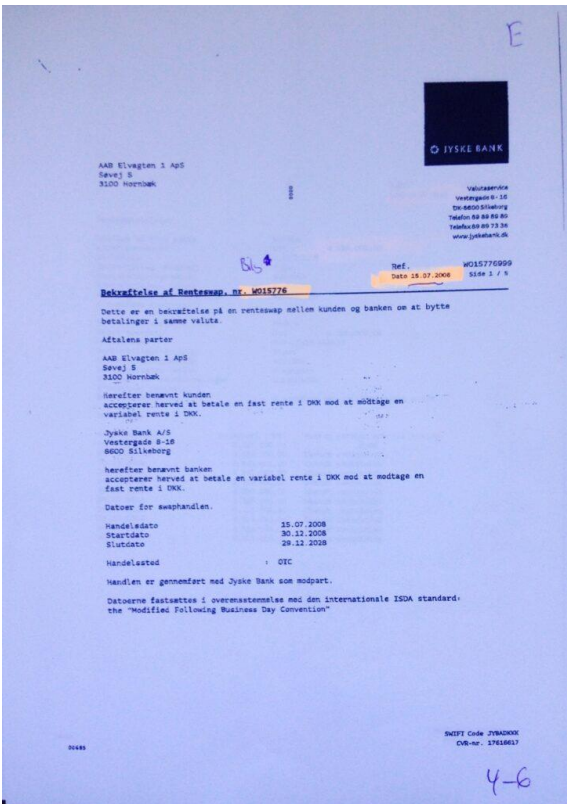 E
JYSKE BANK
AAB Elvagten 1 ApS
Søvej 5
3100 Hornbæk
Valutaservice
Vestergade 8 - 16
DK-8600 Silkeborg
Telefon 89 89 89 89
Telefax 89 89 73 36
www.jyskebank.dk
Ref. WO15776999
Dato 15.07.2008 Side 1 / 5
Bekræftelse af Renteswap, nr. WO15776
Dette er en bekræftelse på en renteswap mellem kunden og banken om at bytte
betalinger i samme valuta.
Aftalens parter
AAB Elvagten 1 ApS
Søvej 5
3100 Hornbæk
Herefter benævnt kunden
accepterer herved at betale en fast rente i DKK mod at modtage en
variabel rente i DKK.
Jyske Bank A/S
Vestergade 8-16
8600 Silkeborg
herefter benævnt banken
accepterer herved at betale en variabel rente i DKK mod at modtage en
fast rente i DKK.
Datoer for swaphandlen.
Handelsdato 15.07.2008
Startdato 30.12.2008
Slutdato 29.12.2028
Handelssted : OTC
Handlen er gennemført med Jyske Bank som modpart.
Datoerne fastsættes i overensstemmelse med den internationale ISDA standard:
the "Modified Following Business Day Convention"
SWIFT Code JYBADKKK
CVR-nr. 17616617
4-6